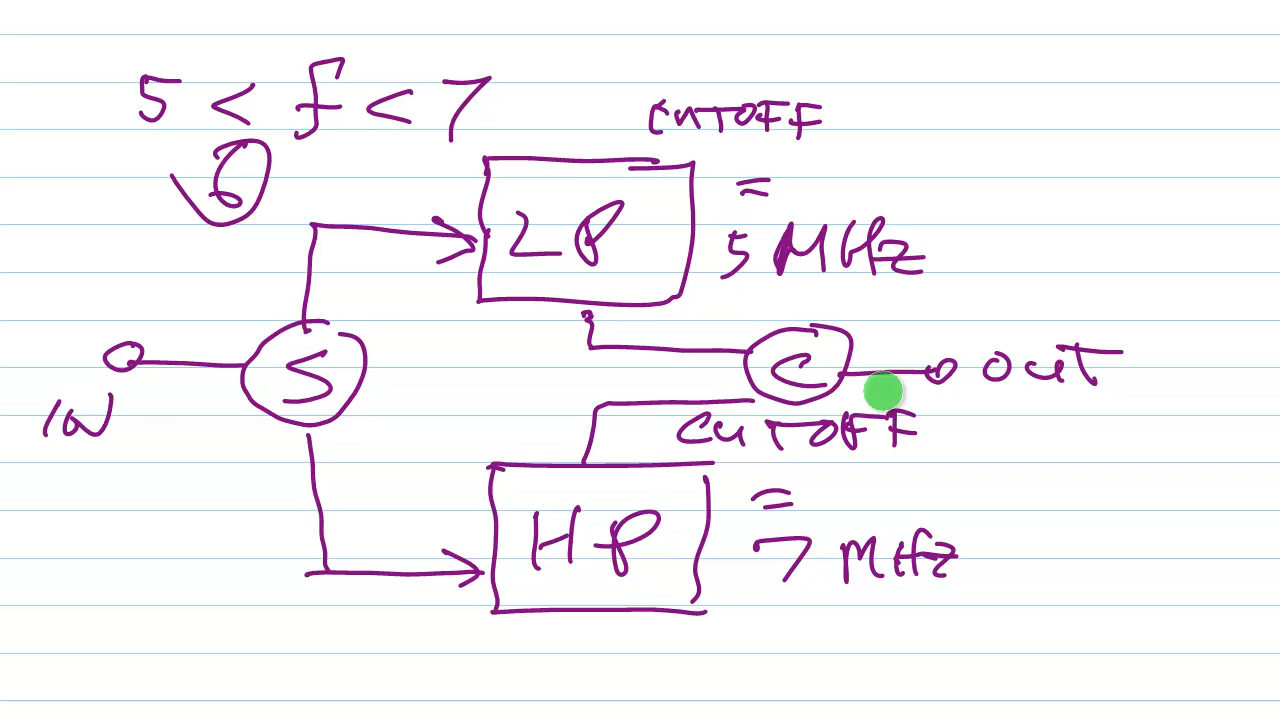 5 < f < 7
6
CUTOFF
=
5 MHz
LP
S
IN
C
OUT
CUTOFF
=
7 MHz
HP